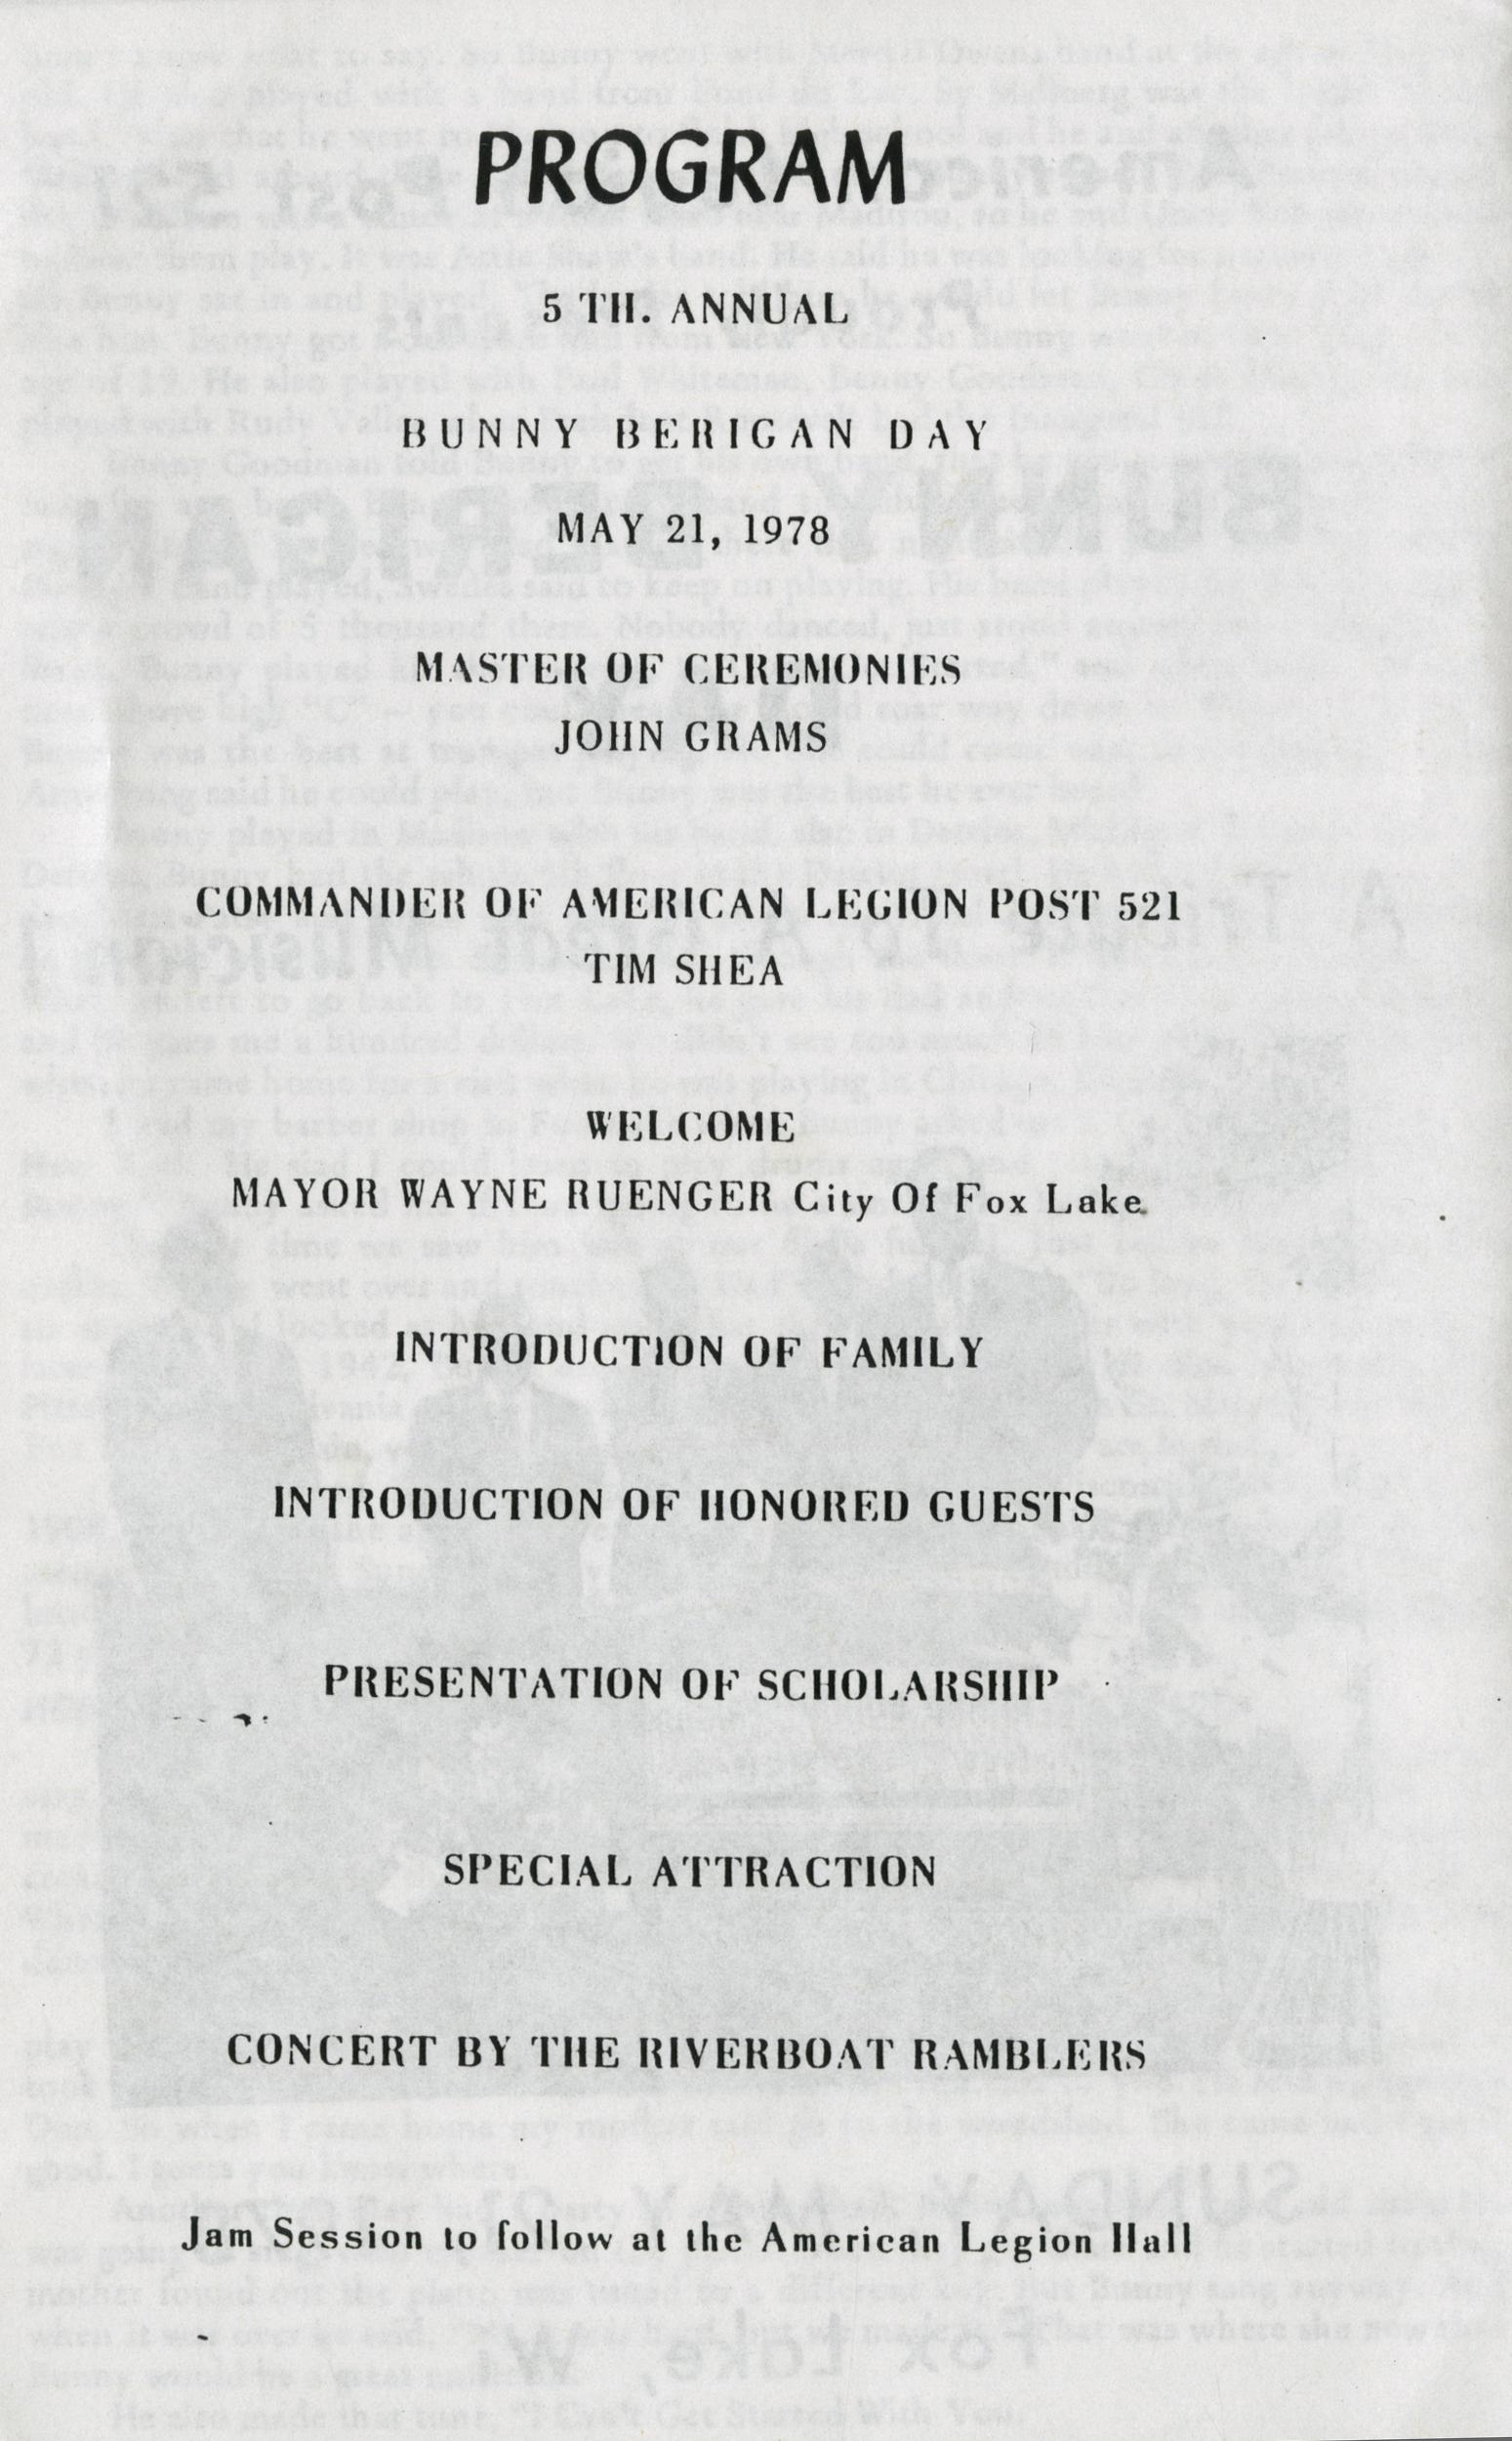 PROGRAM
5 TH. ANNUAL
BUNNY BERIGAN DAY
MAY 21, 1978
MASTER OF CEREMONIES
JOHN GRAMS
COMMANDER OF AMERICAN LEGION POST 521
TIM SHEA
WELCOME
MAYOR WAYNE RUENGER City Of Fox Lake.
INTRODUCTION OF FAMILY
INTRODUCTION OF HONORED GUESTS
PRESENTATION OF SCHOLARSHIP
SPECIAL ATTRACTION
CONCERT BY THE RIVERBOAT RAMBLERS
Jam Session to follow at the American Legion Hall